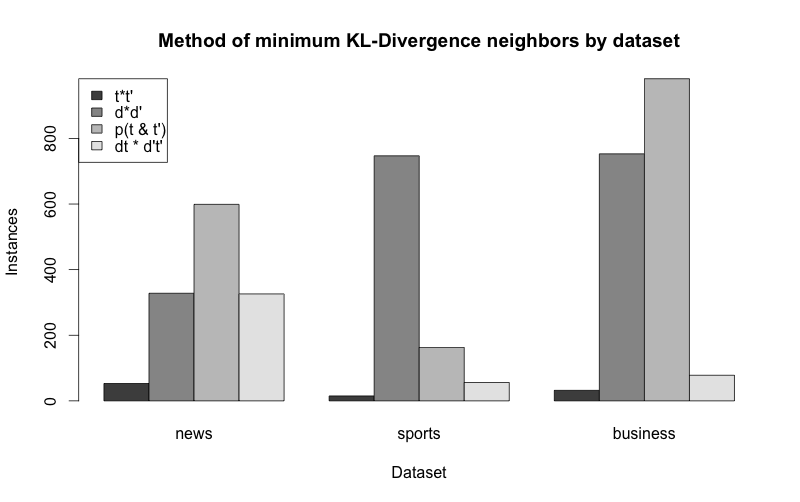 Method of minimum KL-Divergence neighbors by dataset
t*t'
d*d'
p(t & t')
dt * d't'
Instances
800
600
400
200
0
news
sports
business
Dataset